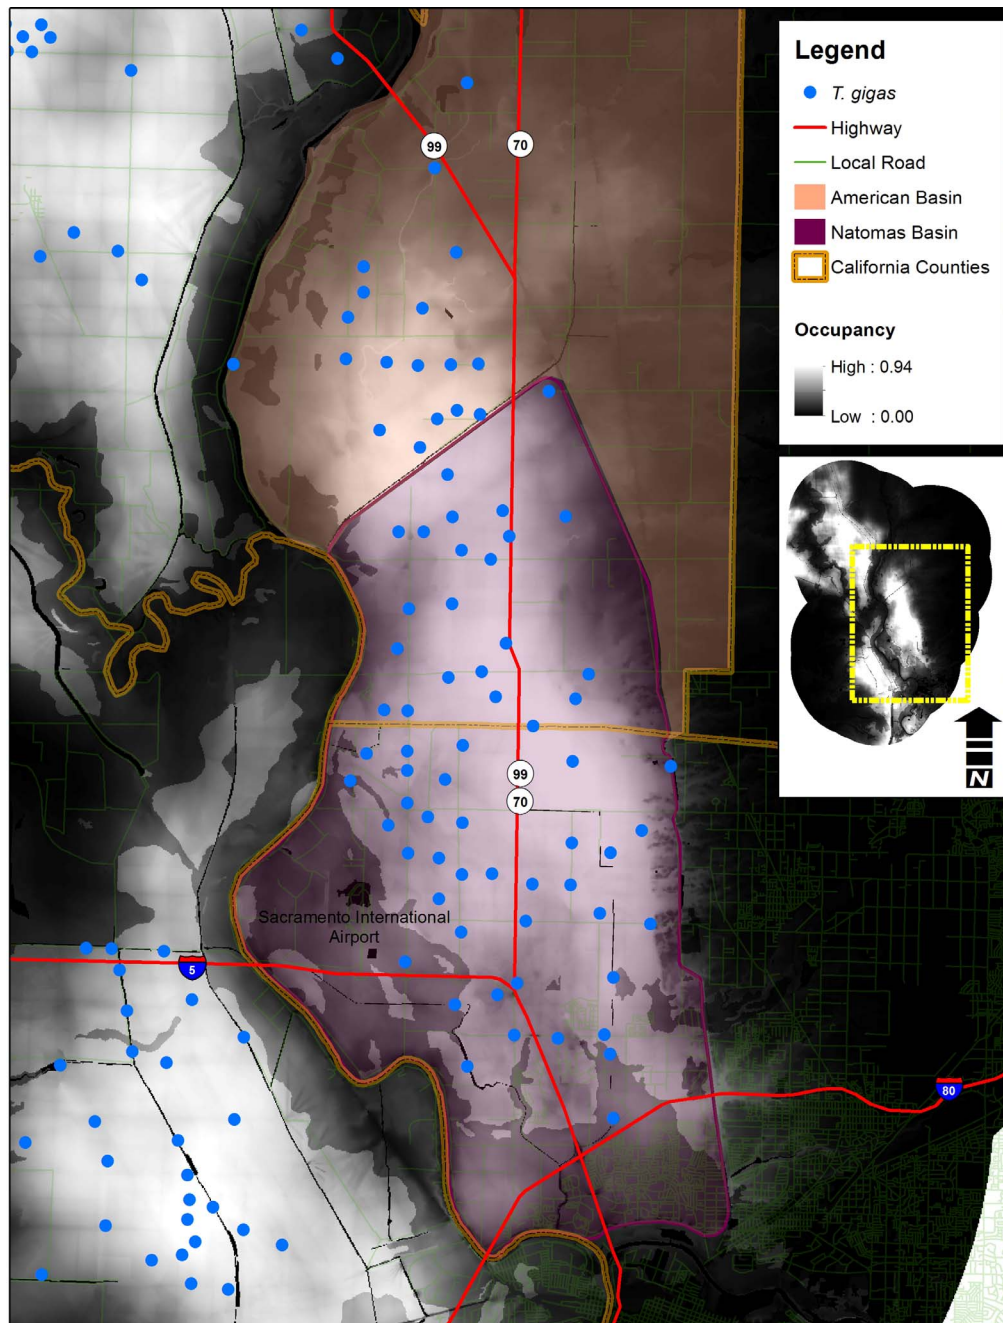 Legend
T. gigas
Highway
Local Road
American Basin
Natomas Basin
California Counties
Occupancy
High : 0.94
Low : 0.00
99
70
99
70
Sacramento International
Airport
5
80
N